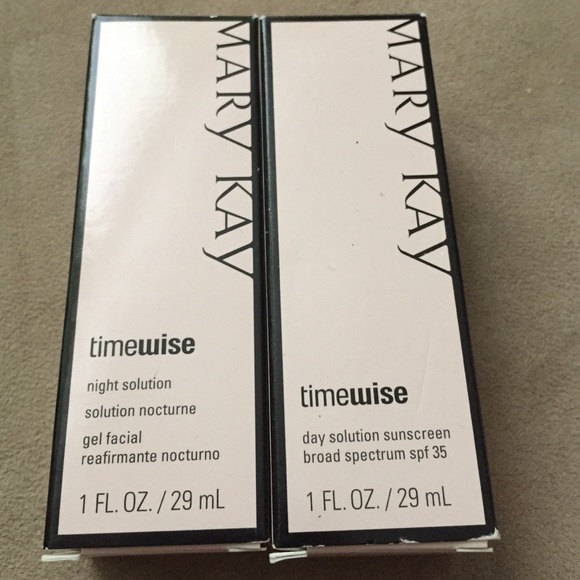 MARY KAY
timewise
night solution
solution nocturne
gel facial
reafirmante nocturno
1 FL. OZ. / 29 mL
MARY KAY
timewise
day solution sunscreen
broad spectrum spf 35
1 FL. OZ. / 29 mL